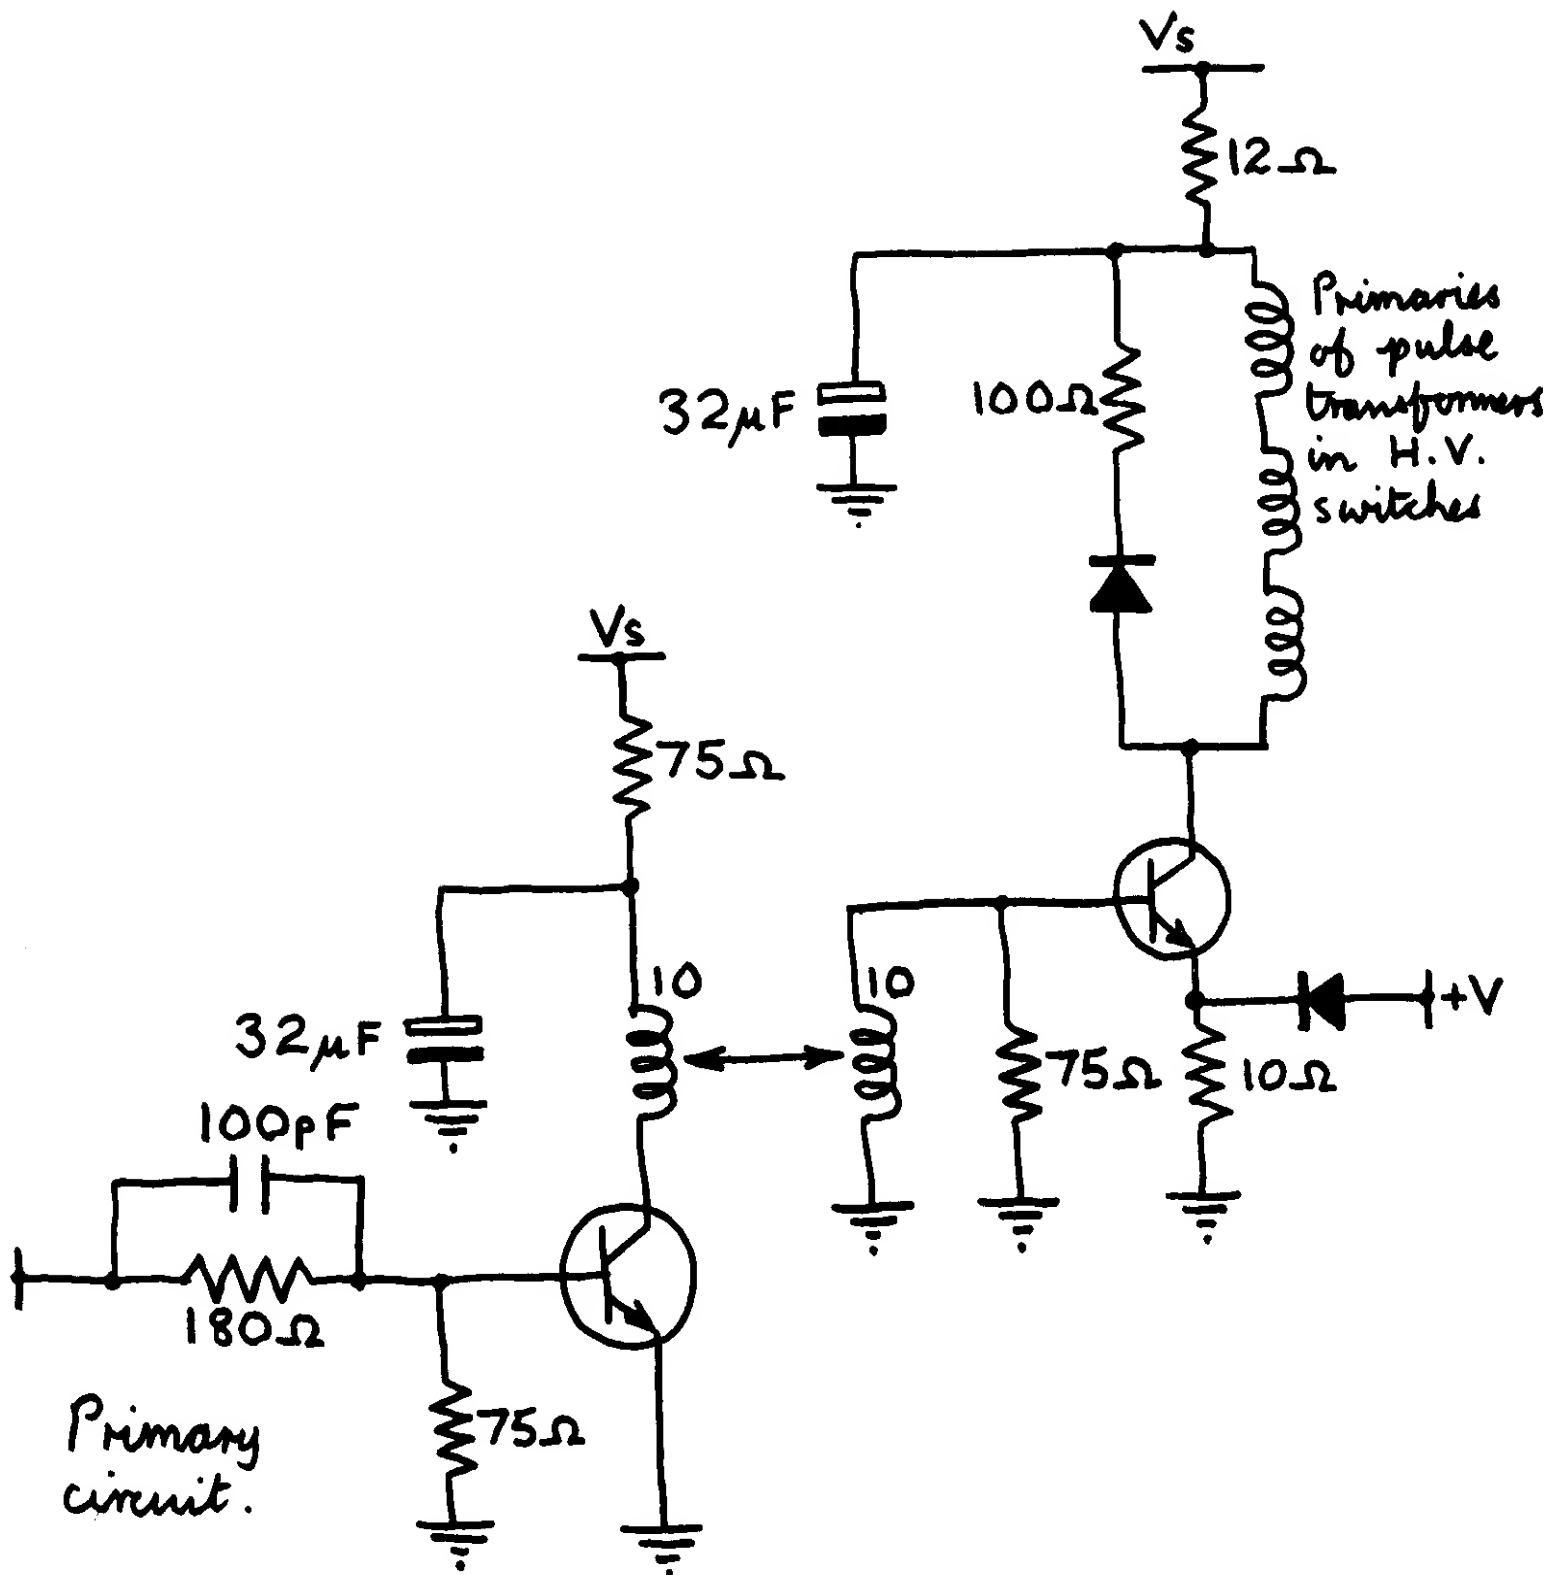 Vs
12Ω
Primaries
of pulse
transformers
in H.V.
switches
32μF
100Ω
Vs
75Ω
10
10
32μF
+V
75Ω
10Ω
100pF
180Ω
75Ω
Primary
circuit.